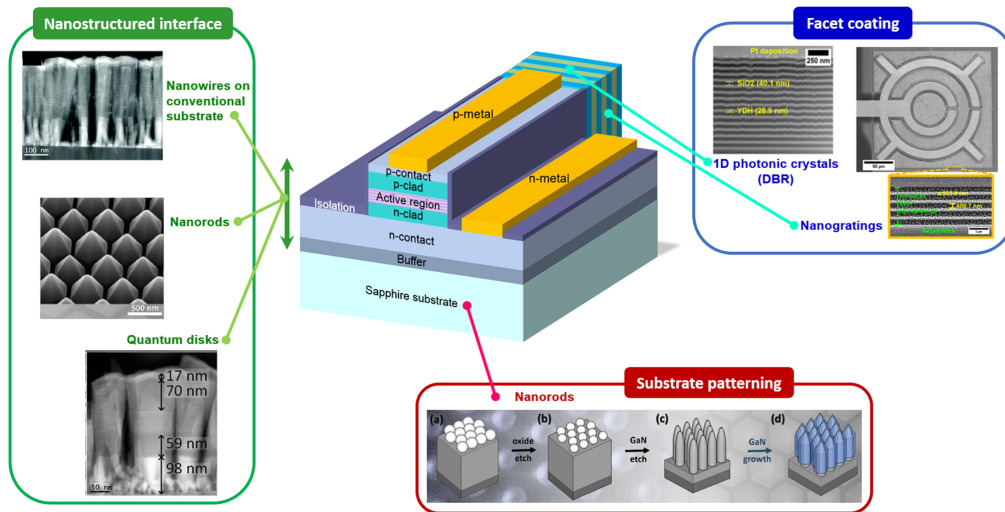 Nanostructured interface
Nanowires on
conventional
substrate
100 nm
Nanorods
500 nm
Quantum disks
17 nm
70 nm
59 nm
98 nm
50 nm
p-metal
n-metal
p-contact
p-clad
Active region
n-clad
Isolation
n-contact
Buffer
Sapphire substrate
Facet coating
Pt deposition
250 nm
SiO2 (40.1 nm)
YDH (28.9 nm)
1D photonic crystals
(DBR)
Nanogratings
Substrate patterning
Nanorods
(a)
oxide
etch
(b)
GaN
etch
(c)
GaN
growth
(d)